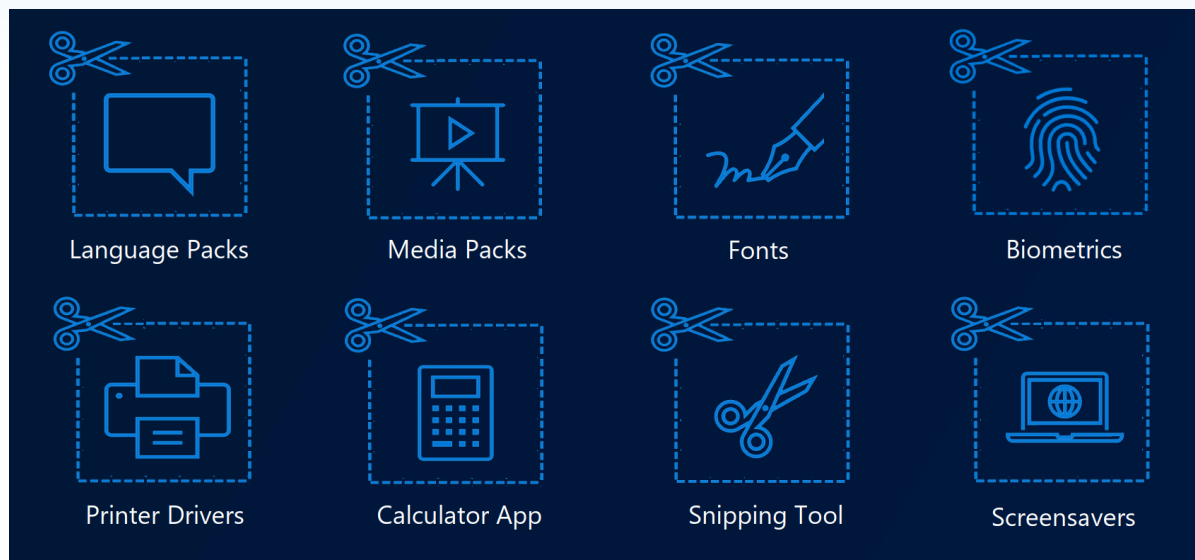 Language Packs
Media Packs
Fonts
Biometrics
Printer Drivers
Calculator App
Snipping Tool
Screensavers